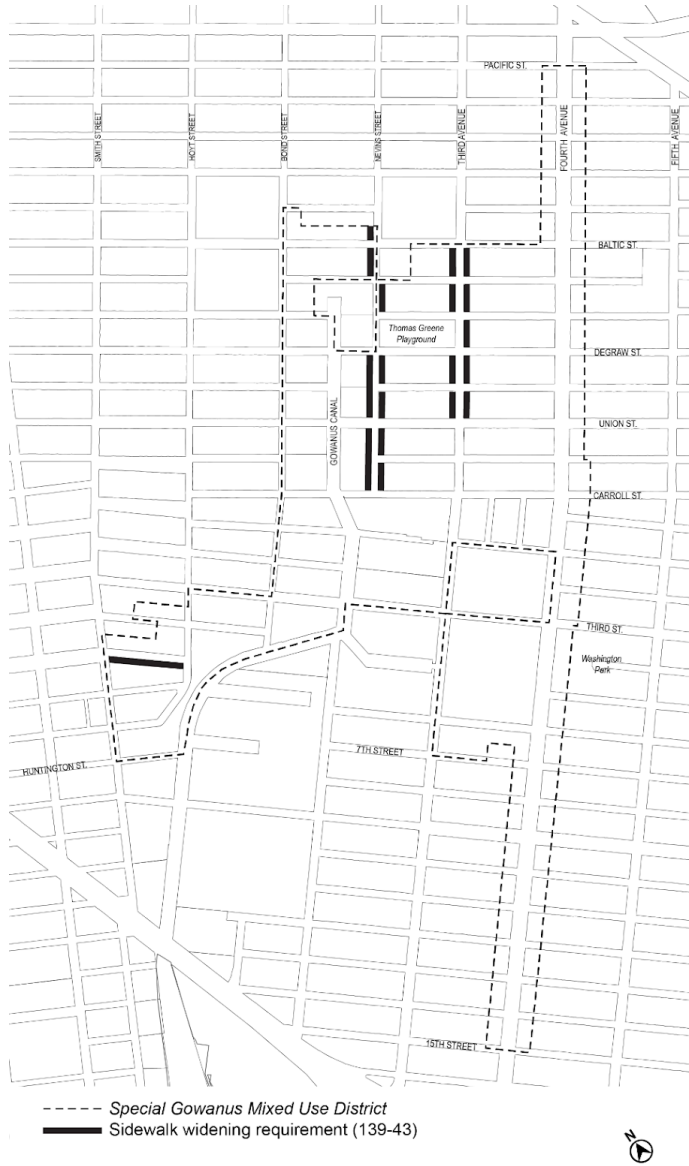 PACIFIC ST.
SMITH STREET
HOYT STREET
BOND STREET
NEVINS STREET
THIRD AVENUE
FOURTH AVENUE
FIFTH AVENUE
BALTIC ST.
Thomas Greene
Playground
DEGRAW ST.
GOWANUS CANAL
UNION ST.
CARROLL ST.
THIRD ST.
Washington
Park
7TH STREET
HUNTINGTON ST.
15TH STREET
Special Gowanus Mixed Use District
Sidewalk widening requirement (139-43)
N